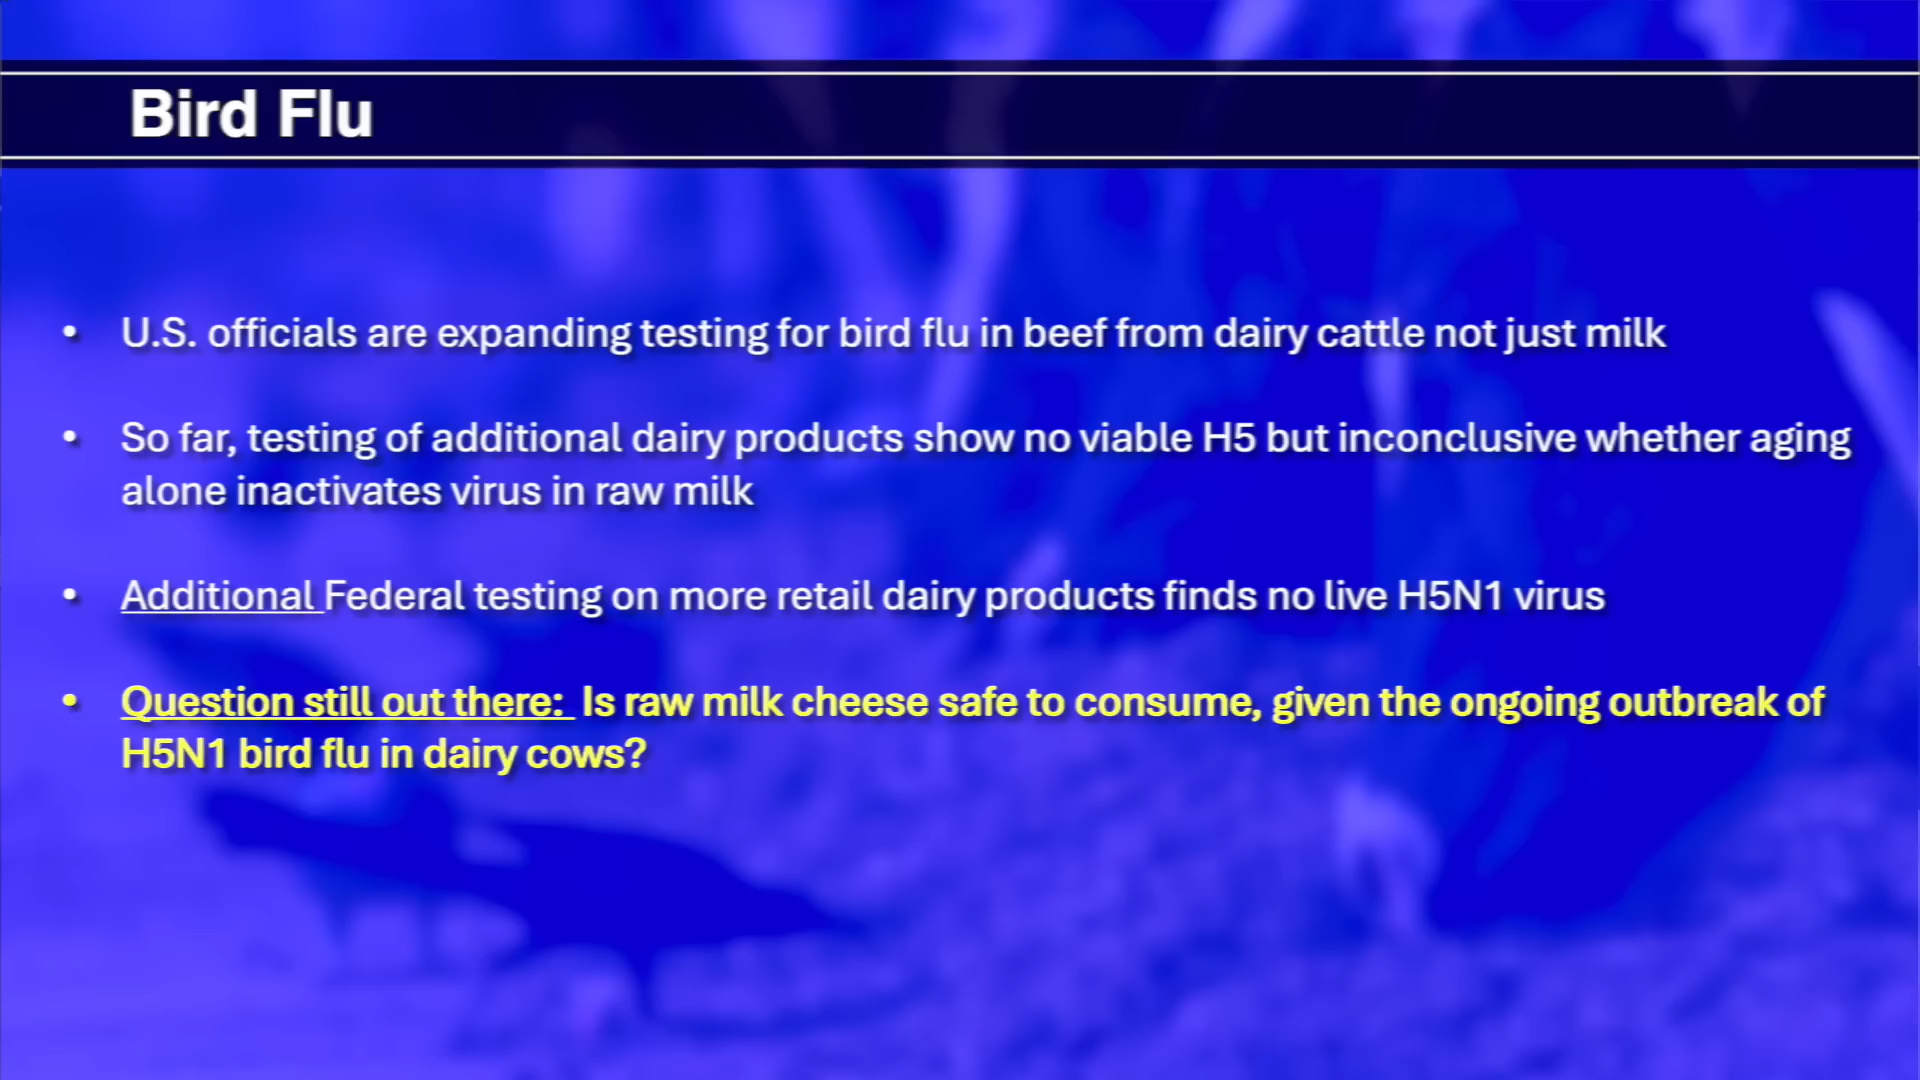 Bird Flu
• U.S. officials are expanding testing for bird flu in beef from dairy cattle not just milk
• So far, testing of additional dairy products show no viable H5 but inconclusive whether aging
alone inactivates virus in raw milk
• Additional Federal testing on more retail dairy products finds no live H5N1 virus
• Question still out there: Is raw milk cheese safe to consume, given the ongoing outbreak of
H5N1 bird flu in dairy cows?